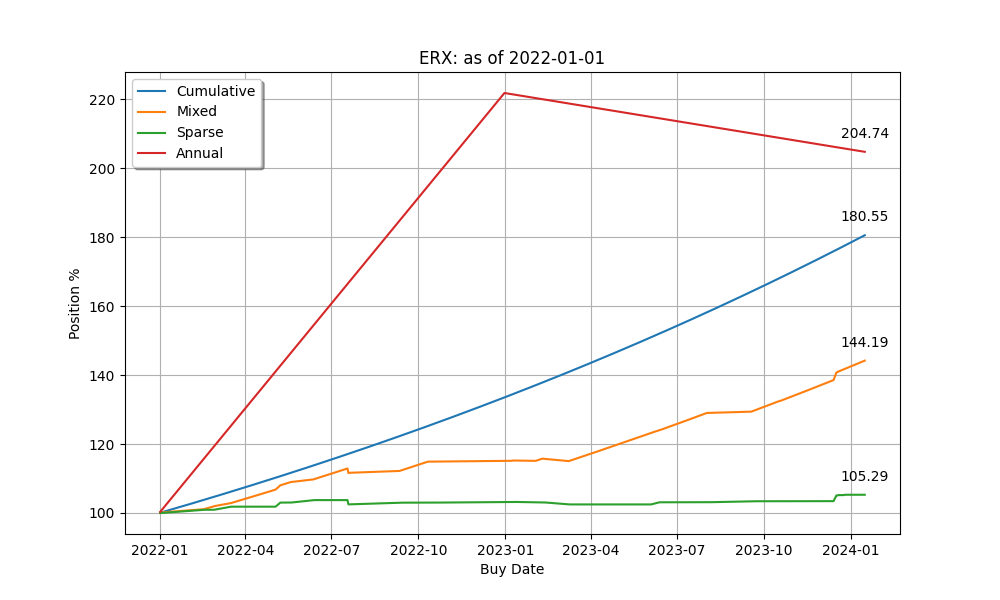 ERX: as of 2022-01-01
Cumulative
Mixed
Sparse
Annual
204.74
180.55
144.19
105.29
220
200
180
160
140
120
100
Position %
2022-01 2022-04 2022-07 2022-10 2023-01 2023-04 2023-07 2023-10 2024-01
Buy Date